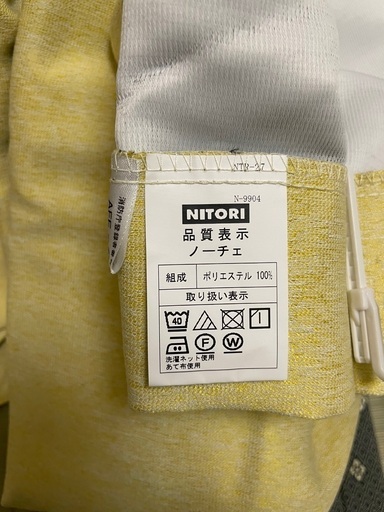 NTR-37
N-9904
NITORI
品質表示
ノーチェ
組成 ポリエステル 100%
取り扱い表示
40
F W
洗濯ネット使用
あて布使用